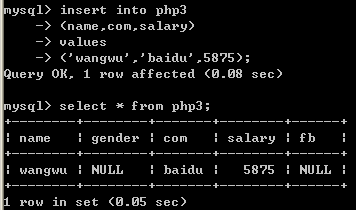 mysql> insert into php3
    -> (name,com,salary)
    -> values
    -> ('wangwu','baidu',5875);
Query OK, 1 row affected (0.08 sec)

mysql> select * from php3;
+--------+--------+-------+--------+------+
| name   | gender | com   | salary | fb   |
+--------+--------+-------+--------+------+
| wangwu | NULL   | baidu |   5875 | NULL |
+--------+--------+-------+--------+------+
1 row in set (0.05 sec)